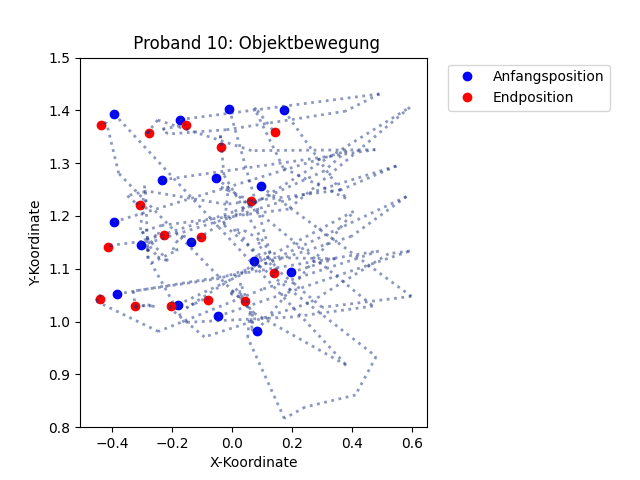 Proband 10: Objektbewegung
Anfangsposition
Endposition
Y-Koordinate
1.5
1.4
1.3
1.2
1.1
1.0
0.9
0.8
−0.4
−0.2
0.0
0.2
0.4
0.6
X-Koordinate